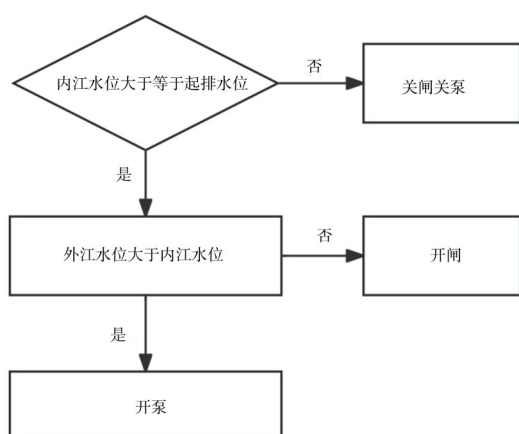 内江水位大于等于起排水位
否
关闸关泵
是
外江水位大于内江水位
否
开闸
是
开泵